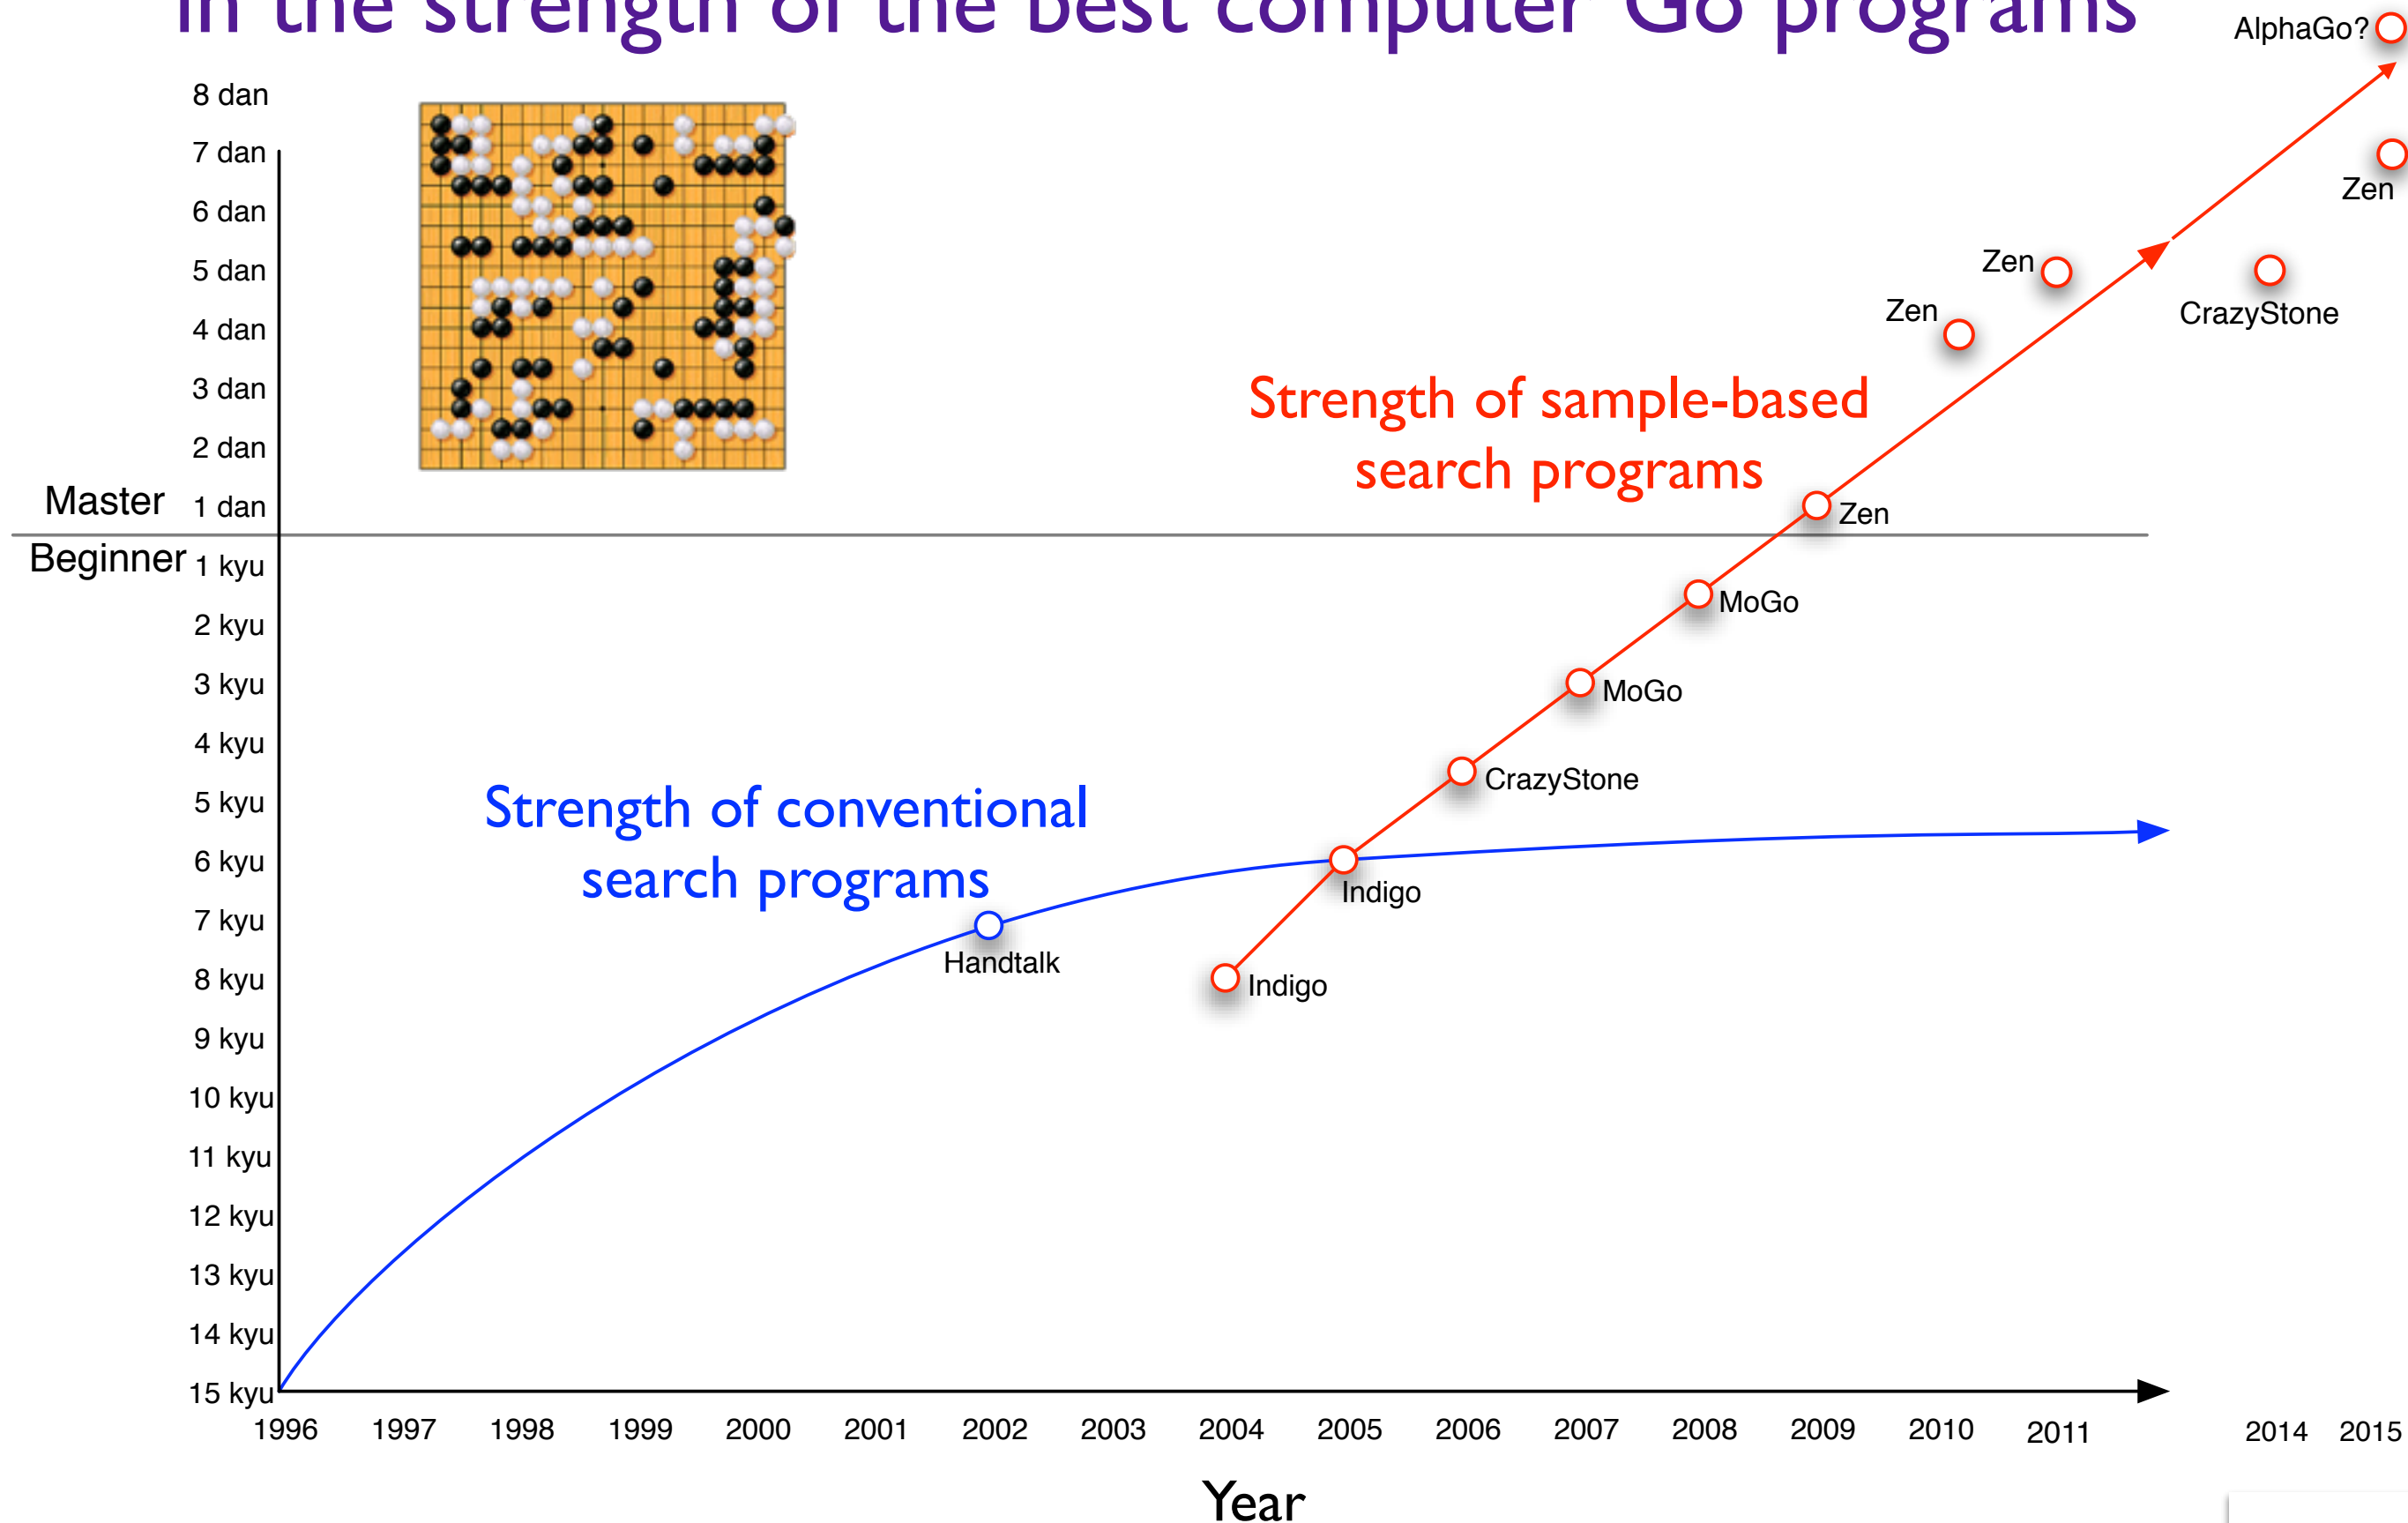 in the strength of the best computer Go programs
AlphaGo?
8 dan
7 dan
Zen
6 dan
5 dan
Zen
Zen
CrazyStone
4 dan
3 dan
Strength of sample-based
search programs
2 dan
Master
1 dan
Zen
Beginner
1 kyu
MoGo
2 kyu
3 kyu
MoGo
4 kyu
CrazyStone
5 kyu
Strength of conventional
search programs
6 kyu
Indigo
7 kyu
Handtalk
8 kyu
Indigo
9 kyu
10 kyu
11 kyu
12 kyu
13 kyu
14 kyu
15 kyu
1996 1997 1998 1999 2000 2001 2002 2003 2004 2005 2006 2007 2008 2009 2010 2011 2014 2015
Year